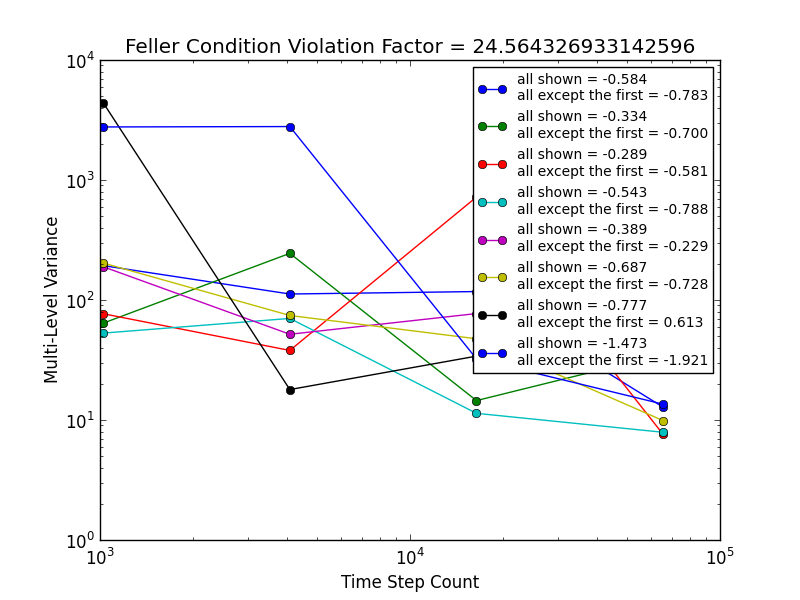 Feller Condition Violation Factor = 24.564326933142596
10^4
10^3
10^2
10^1
10^0
Multi-Level Variance
all shown = -0.584
all except the first = -0.783
all shown = -0.334
all except the first = -0.700
all shown = -0.289
all except the first = -0.581
all shown = -0.543
all except the first = -0.788
all shown = -0.389
all except the first = -0.229
all shown = -0.687
all except the first = -0.728
all shown = -0.777
all except the first = 0.613
all shown = -1.473
all except the first = -1.921
10^3
10^4
10^5
Time Step Count